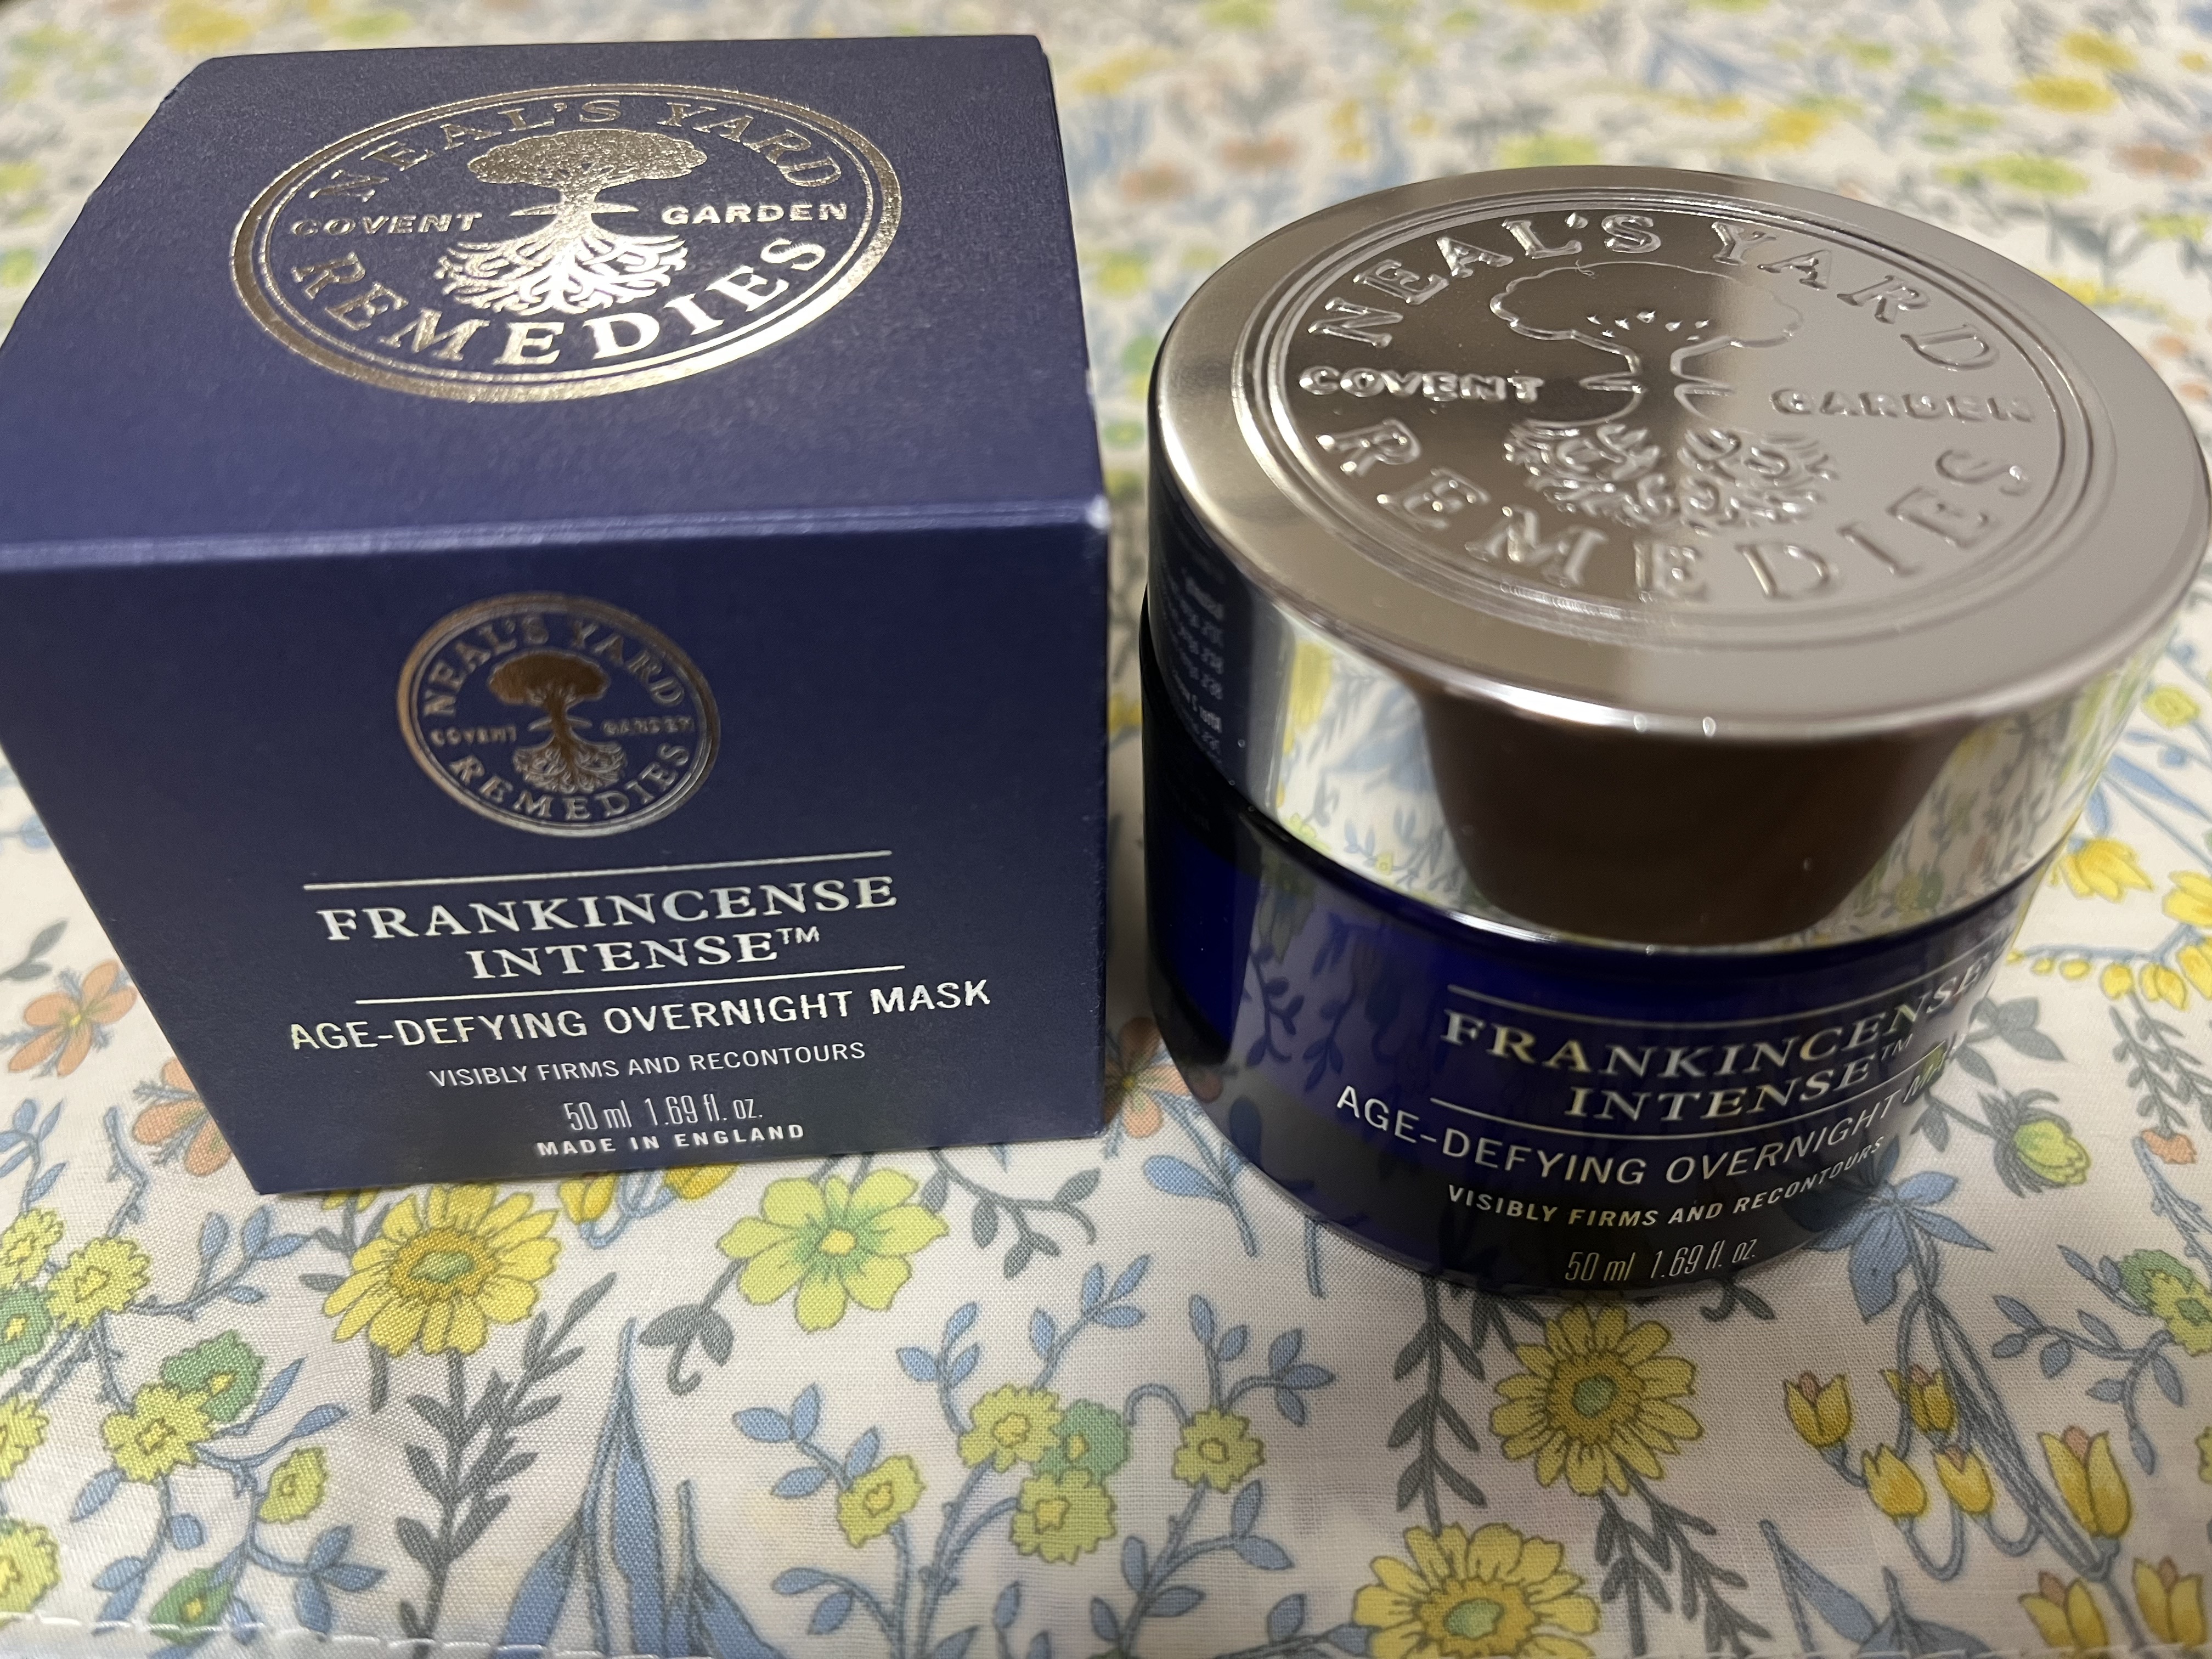 NEAL'S YARD
COVENT GARDEN
REMEDIES
NEAL'S YARD
COVENT GARDEN
REMEDIES
FRANKINCENSE
INTENSE™
AGE-DEFYING OVERNIGHT MASK
VISIBLY FIRMS AND RECONTOURS
50 ml 1.69 fl. oz.
MADE IN ENGLAND
NEAL'S YARD
COVENT GARDEN
REMEDIES
FRANKINCENSE
INTENSE™
AGE-DEFYING OVERNIGHT
VISIBLY FIRMS AND RECONTOURS
50 ml 1.69 fl. oz.